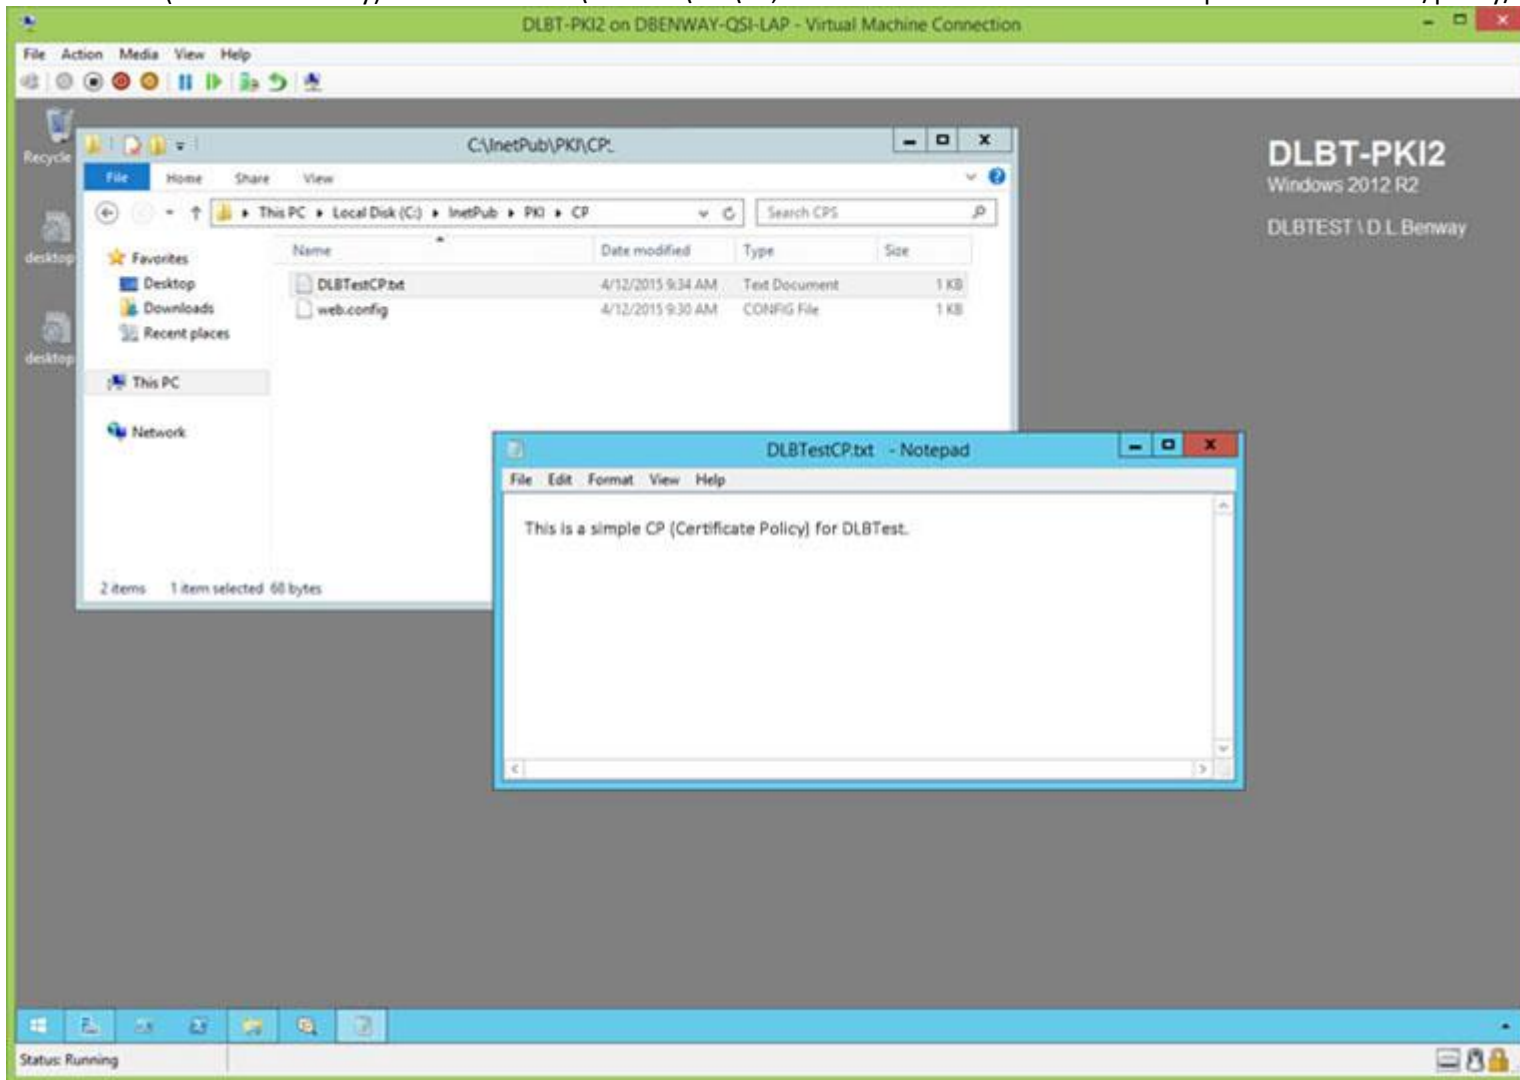 DLBT-PKI2 on DBENWAY-QSI-LAP - Virtual Machine Connection
File Action Media View Help
Recycle
desktop
desktop
C:\InetPub\PKI\CP:
File Home Share View
This PC Local Disk (C:) InetPub PKI CP
Search CPS
Name Date modified Type Size
DLBTestCP.txt 4/12/2015 9:34 AM Text Document 1 KB
web.config 4/12/2015 9:30 AM CONFIG File 1 KB
Favorites
Desktop
Downloads
Recent places
This PC
Network
2 items 1 item selected 68 bytes
DLBTestCP.txt - Notepad
File Edit Format View Help
This is a simple CP (Certificate Policy) for DLBTest.
DLBT-PKI2
Windows 2012 R2
DLBTEST \ D.L.Benway
Status: Running